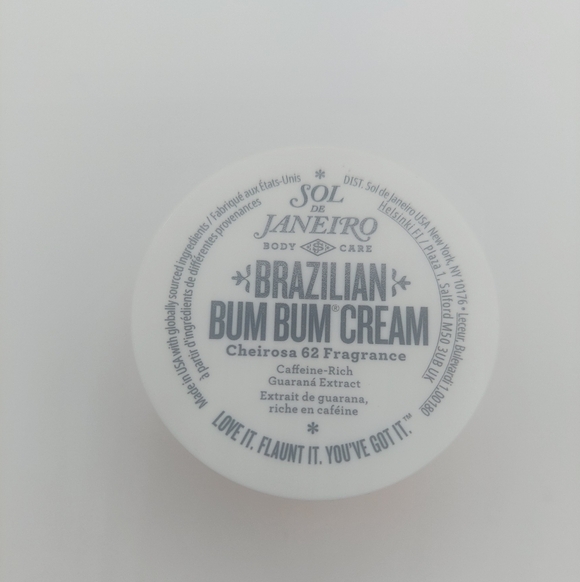 SOL
DE
JANEIRO
BODY CARE
BRAZILIAN
BUM BUM® CREAM
Cheirosa 62 Fragrance
Caffeine-Rich
Guaraná Extract
Extrait de guarana,
riche en caféine
LOVE IT. FLAUNT IT. YOU'VE GOT IT.™
Made in USA with globally sourced ingredients / Fabriqué aux États-Unis
à partir d'ingrédients de différentes provenances
DIST. Sol de Janeiro USA, New York, NY 10176 • Leceur, Bulevardi 1, 00180
Helsinki FI / Plaza 1, Salford M50 3UB UK